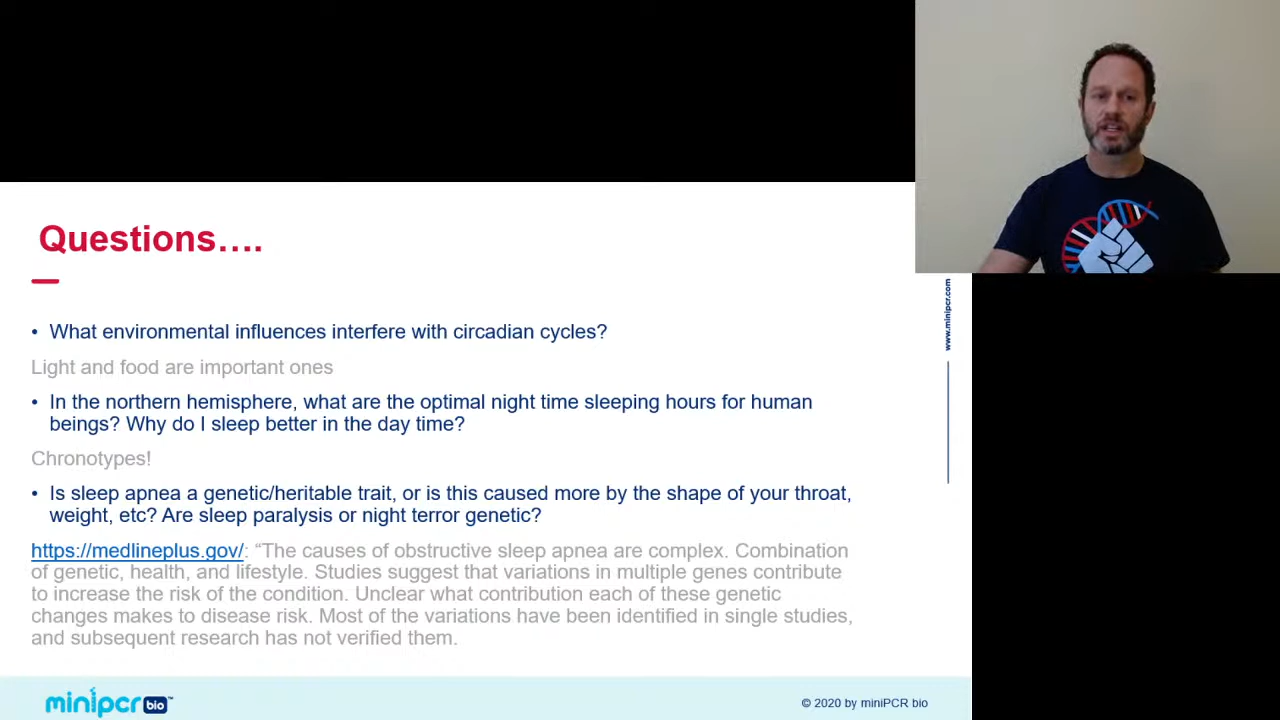 Questions….
• What environmental influences interfere with circadian cycles?
Light and food are important ones
• In the northern hemisphere, what are the optimal night time sleeping hours for human
beings? Why do I sleep better in the day time?
Chronotypes!
• Is sleep apnea a genetic/heritable trait, or is this caused more by the shape of your throat,
weight, etc? Are sleep paralysis or night terror genetic?
https://medlineplus.gov/: “The causes of obstructive sleep apnea are complex. Combination
of genetic, health, and lifestyle. Studies suggest that variations in multiple genes contribute
to increase the risk of the condition. Unclear what contribution each of these genetic
changes makes to disease risk. Most of the variations have been identified in single studies,
and subsequent research has not verified them.
www.minipcr.com
minipcr bio™
© 2020 by miniPCR bio